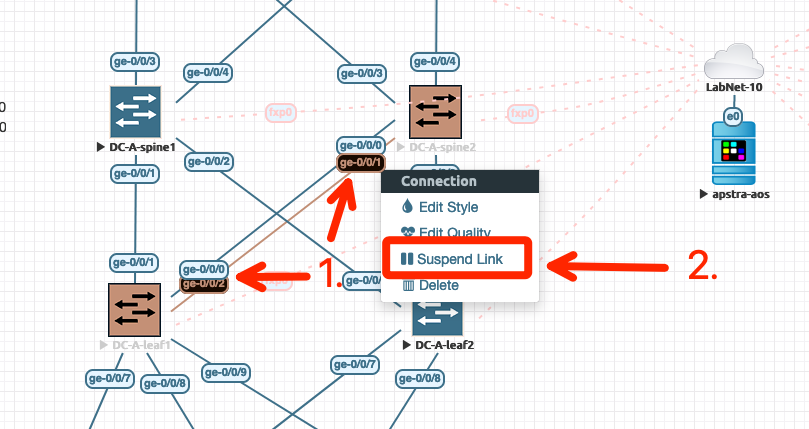 ge-0/0/3
ge-0/0/4
ge-0/0/3
ge-0/0/4
LabNet-10
0
0
fxp0
fxp0
e0
DC-A-spine1
DC-A-spine2
ge-0/0/0
ge-0/0/1
ge-0/0/2
ge-0/0/1
Connection
apstra-aos
Edit Style
Edit Quality
ge-0/0/1
ge-0/0/0
ge-0/0/2
1.
Suspend Link
2.
fxp0
Delete
DC-A-leaf1
DC-A-leaf2
ge-0/0/7
ge-0/0/8
ge-0/0/9
ge-0/0/7
ge-0/0/8